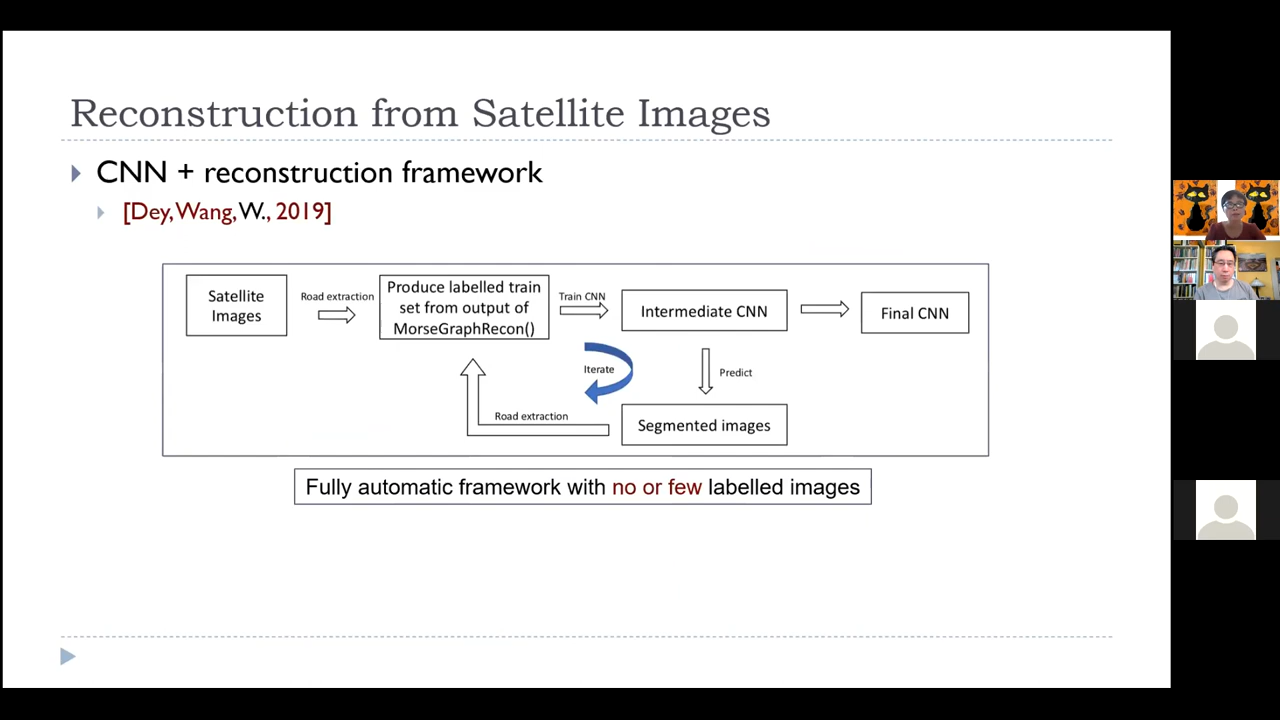 Reconstruction from Satellite Images
CNN + reconstruction framework
[Dey, Wang, W., 2019]
Satellite
Images
Road extraction
Produce labelled train
set from output of
MorseGraphRecon()
Train CNN
Intermediate CNN
Final CNN
Iterate
Predict
Road extraction
Segmented images
Fully automatic framework with no or few labelled images